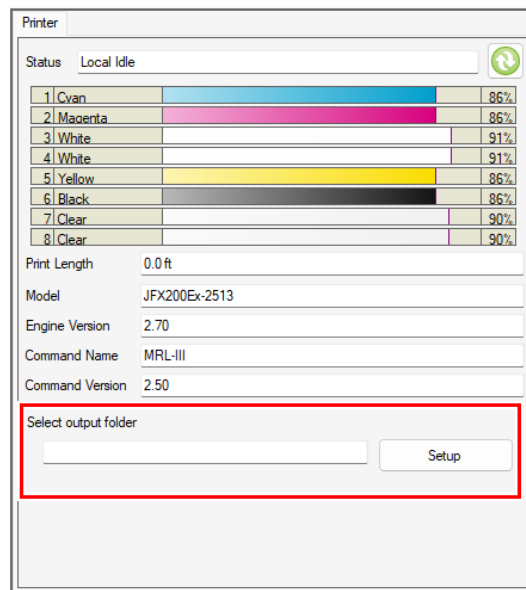 Printer
Status Local Idle
1 Cyan 86%
2 Magenta 86%
3 White 91%
4 White 91%
5 Yellow 86%
6 Black 86%
7 Clear 90%
8 Clear 90%
Print Length 0.0 ft
Model JFX200Ex-2513
Engine Version 2.70
Command Name MRL-III
Command Version 2.50
Select output folder
Setup